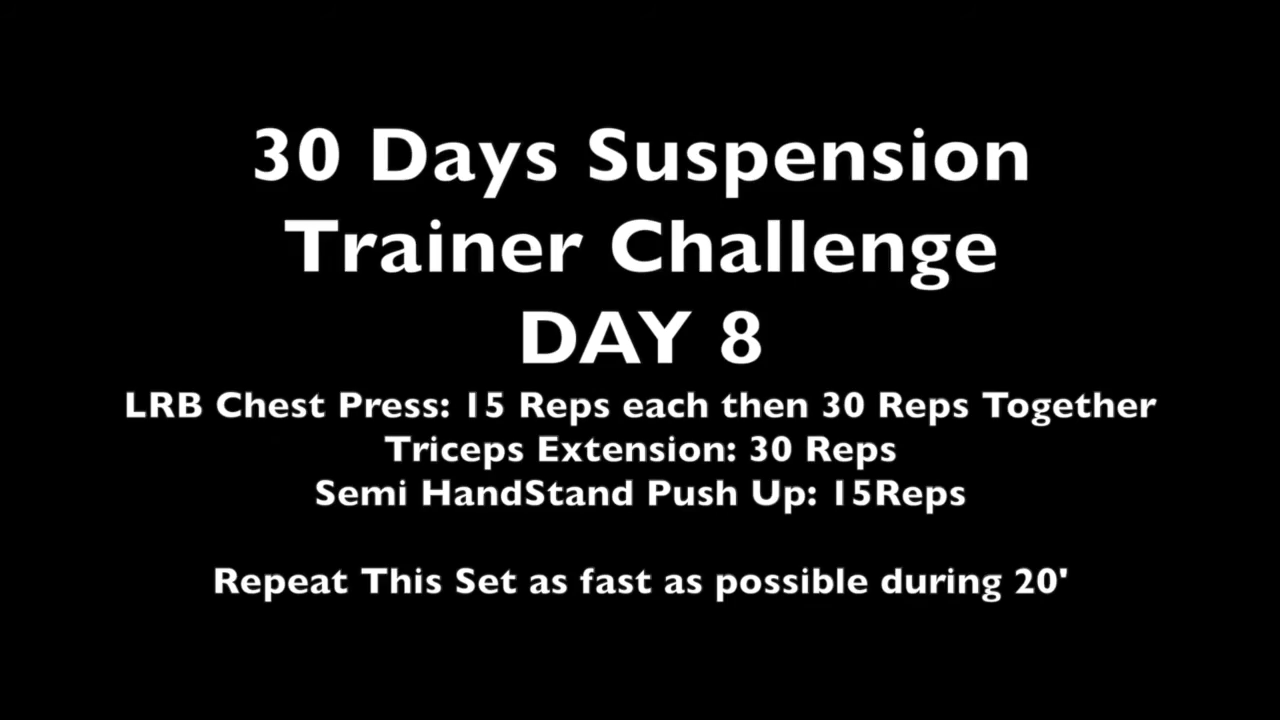 30 Days Suspension
Trainer Challenge
DAY 8
LRB Chest Press: 15 Reps each then 30 Reps Together
Triceps Extension: 30 Reps
Semi HandStand Push Up: 15Reps
Repeat This Set as fast as possible during 20'